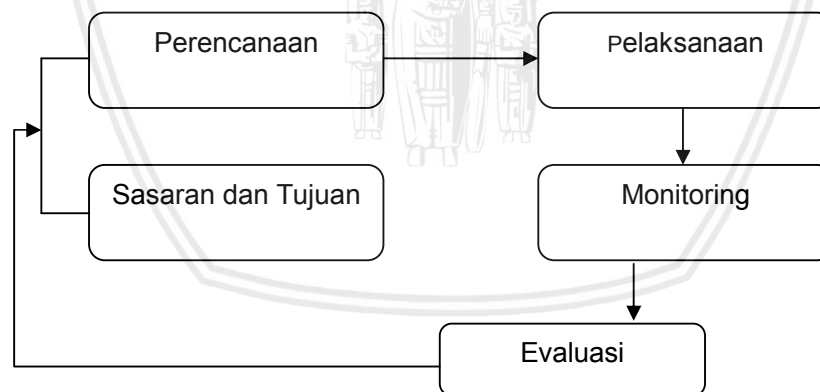 Perencanaan
Pelaksanaan
Sasaran dan Tujuan
Monitoring
Evaluasi